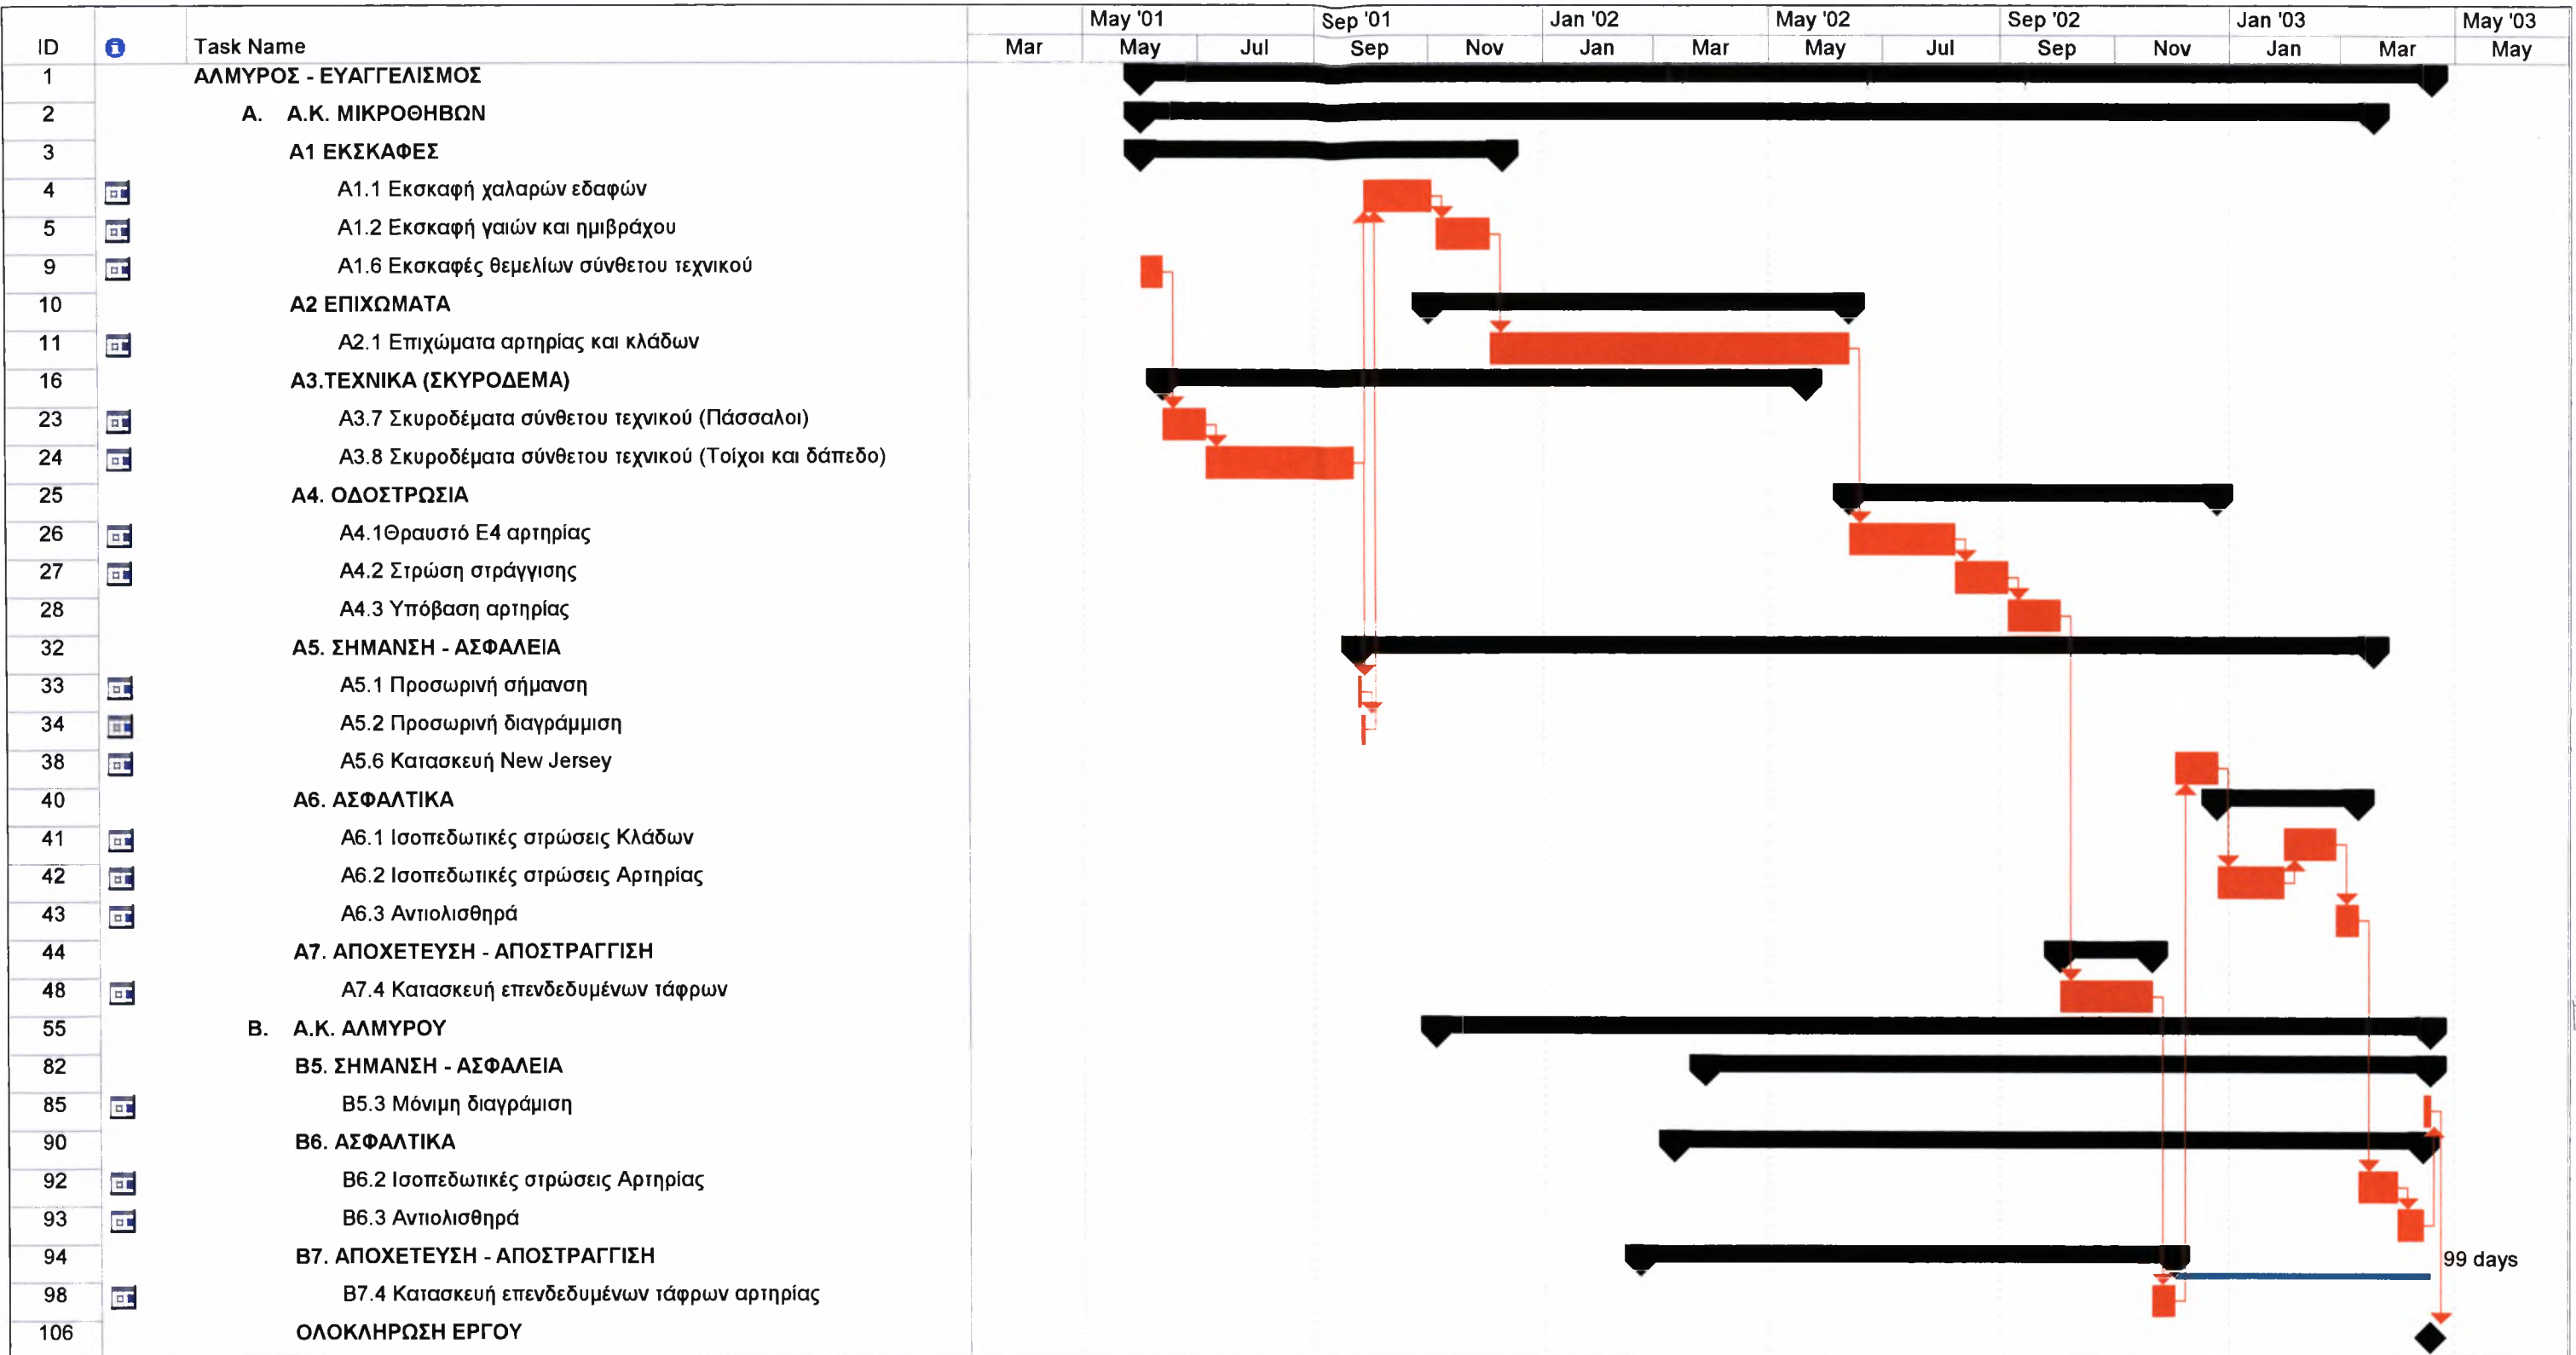 May '01 Sep '01 Jan '02 May '02 Sep '02 Jan '03 May '03
ID Task Name Mar May Jul Sep Nov Jan Mar May Jul Sep Nov Jan Mar May
1 ΑΛΜΥΡΟΣ - ΕΥΑΓΓΕΛΙΣΜΟΣ
2 Α. Α.Κ. ΜΙΚΡΟΘΗΒΩΝ
3 Α1 ΕΚΣΚΑΦΕΣ
4 Α1.1 Εκσκαφή χαλαρών εδαφών
5 Α1.2 Εκσκαφή γαιών και ημιβράχου
9 Α1.6 Εκσκαφές θεμελίων σύνθετου τεχνικού
10 Α2 ΕΠΙΧΩΜΑΤΑ
11 Α2.1 Επιχώματα αρτηρίας και κλάδων
16 Α3.ΤΕΧΝΙΚΑ (ΣΚΥΡΟΔΕΜΑ)
23 Α3.7 Σκυροδέματα σύνθετου τεχνικού (Πάσσαλοι)
24 Α3.8 Σκυροδέματα σύνθετου τεχνικού (Τοίχοι και δάπεδο)
25 Α4. ΟΔΟΣΤΡΩΣΙΑ
26 Α4.1Θραυστό Ε4 αρτηρίας
27 Α4.2 Στρώση στράγγισης
28 Α4.3 Υπόβαση αρτηρίας
32 Α5. ΣΗΜΑΝΣΗ - ΑΣΦΑΛΕΙΑ
33 Α5.1 Προσωρινή σήμανση
34 Α5.2 Προσωρινή διαγράμμιση
38 Α5.6 Κατασκευή New Jersey
40 Α6. ΑΣΦΑΛΤΙΚΑ
41 Α6.1 Ισοπεδωτικές στρώσεις Κλάδων
42 Α6.2 Ισοπεδωτικές στρώσεις Αρτηρίας
43 Α6.3 Αντιολισθηρά
44 Α7. ΑΠΟΧΕΤΕΥΣΗ - ΑΠΟΣΤΡΑΓΓΙΣΗ
48 Α7.4 Κατασκευή επενδεδυμένων τάφρων
55 Β. Α.Κ. ΑΛΜΥΡΟΥ
82 Β5. ΣΗΜΑΝΣΗ - ΑΣΦΑΛΕΙΑ
85 Β5.3 Μόνιμη διαγράμιση
90 Β6. ΑΣΦΑΛΤΙΚΑ
92 Β6.2 Ισοπεδωτικές στρώσεις Αρτηρίας
93 Β6.3 Αντιολισθηρά
94 Β7. ΑΠΟΧΕΤΕΥΣΗ - ΑΠΟΣΤΡΑΓΓΙΣΗ 99 days
98 Β7.4 Κατασκευή επενδεδυμένων τάφρων αρτηρίας
106 ΟΛΟΚΛΗΡΩΣΗ ΕΡΓΟΥ